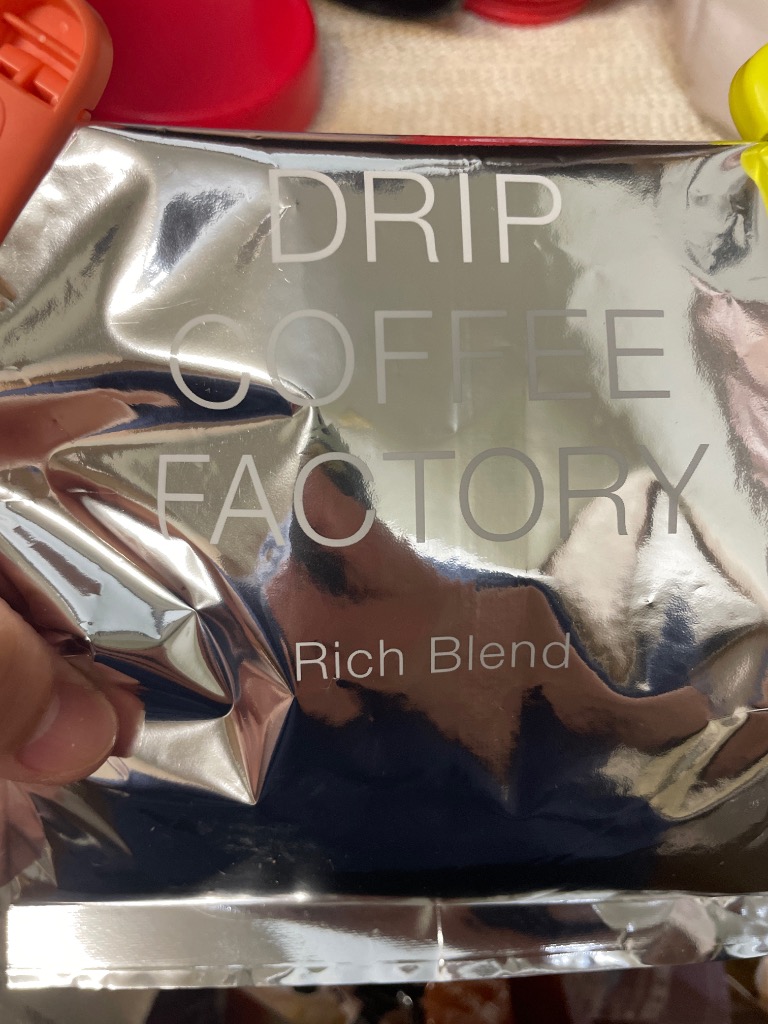 DRIP
COFFEE
FACTORY
Rich Blend